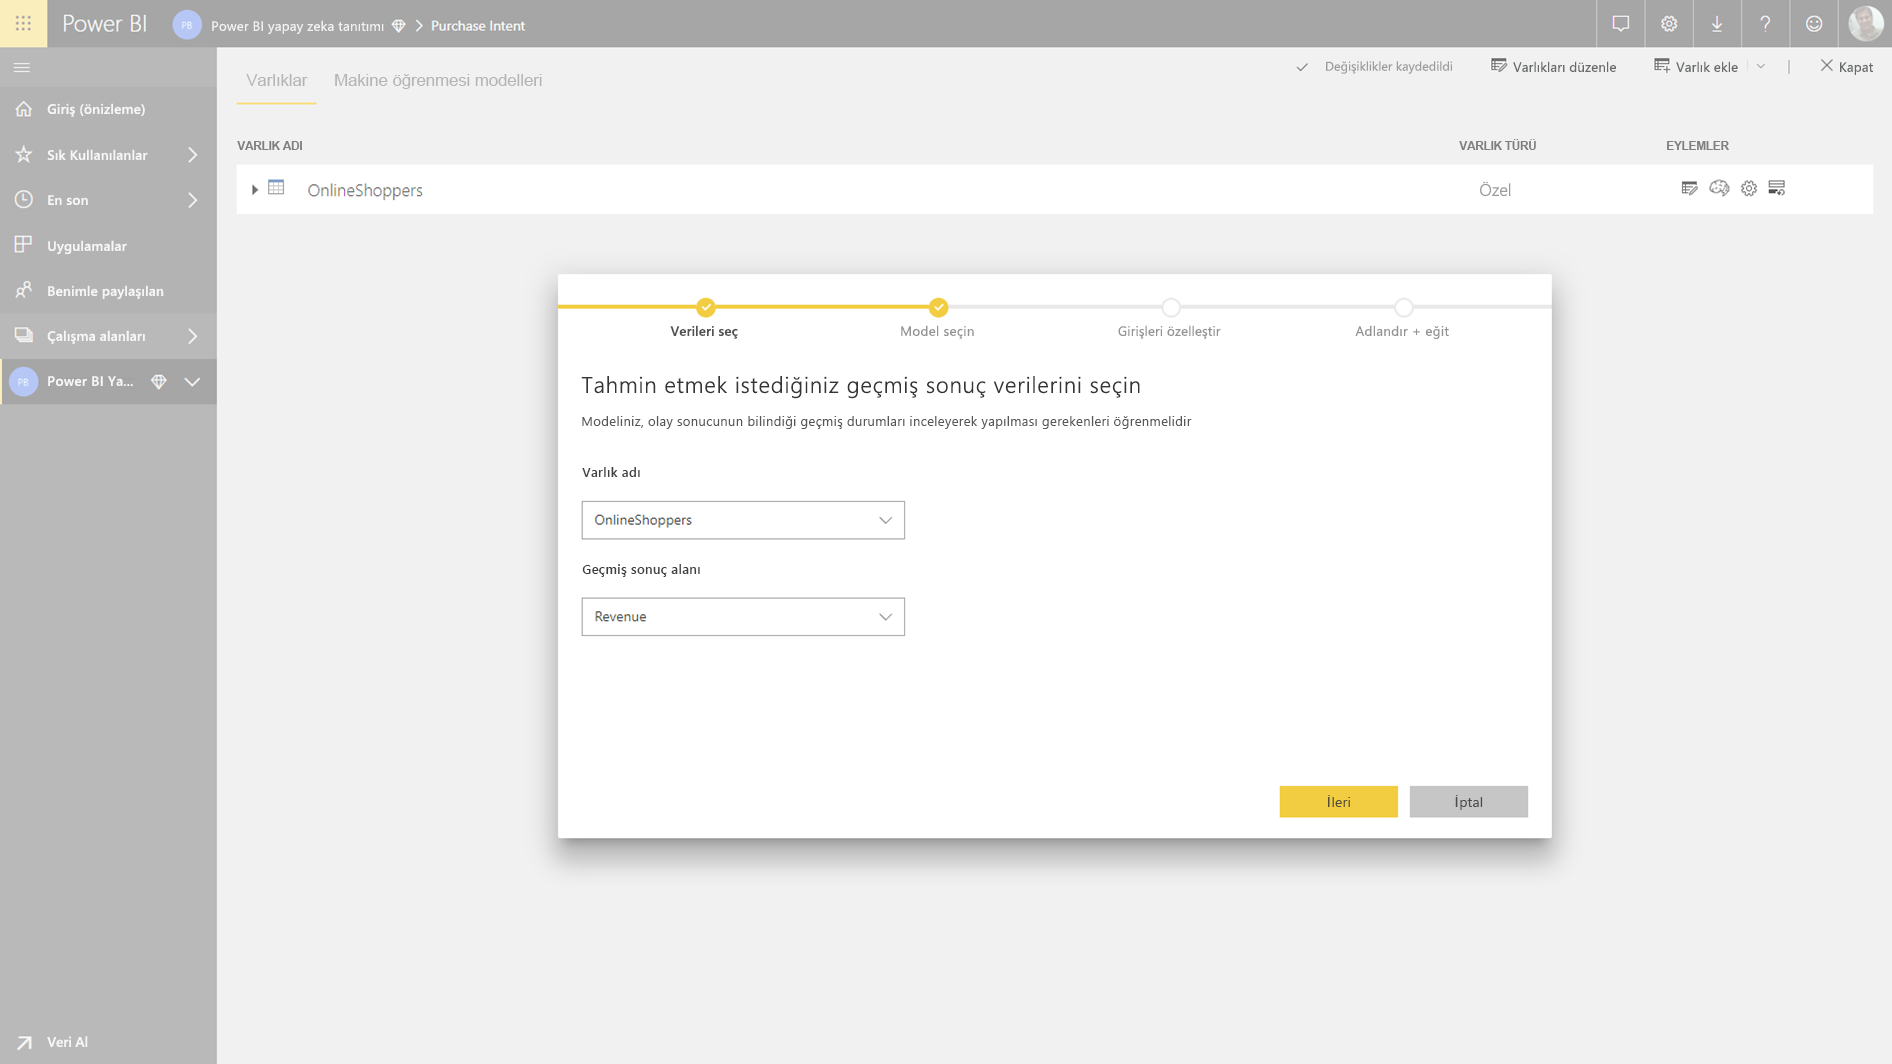 Power BI
PB
Power BI yapay zeka tanıtımı
Purchase Intent
Giriş (önizleme)
Sık Kullanılanlar
En son
Uygulamalar
Benimle paylaşılan
Çalışma alanları
PB
Power BI Ya...
Veri Al
Varlıklar
Makine öğrenmesi modelleri
Değişiklikler kaydedildi
Varlıkları düzenle
Varlık ekle
Kapat
VARLIK ADI
VARLIK TÜRÜ
EYLEMLER
OnlineShoppers
Özel
Verileri seç
Model seçin
Girişleri özelleştir
Adlandır + eğit
Tahmin etmek istediğiniz geçmiş sonuç verilerini seçin
Modeliniz, olay sonucunun bilindiği geçmiş durumları inceleyerek yapılması gerekenleri öğrenmelidir
Varlık adı
OnlineShoppers
Geçmiş sonuç alanı
Revenue
İleri
İptal